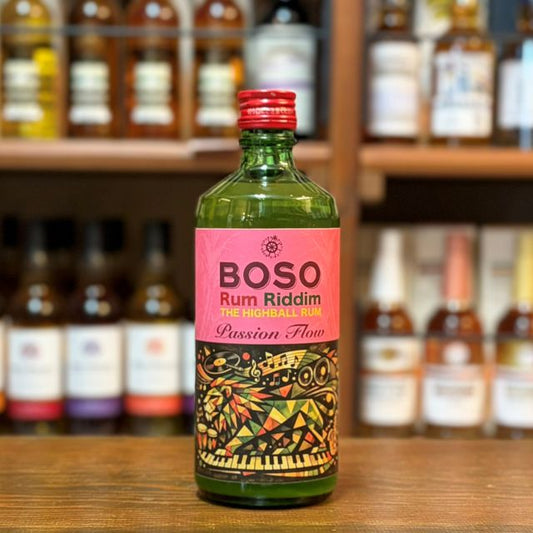 BOSO
Rum Riddim
THE HIGHBALL RUM
Passion Flow